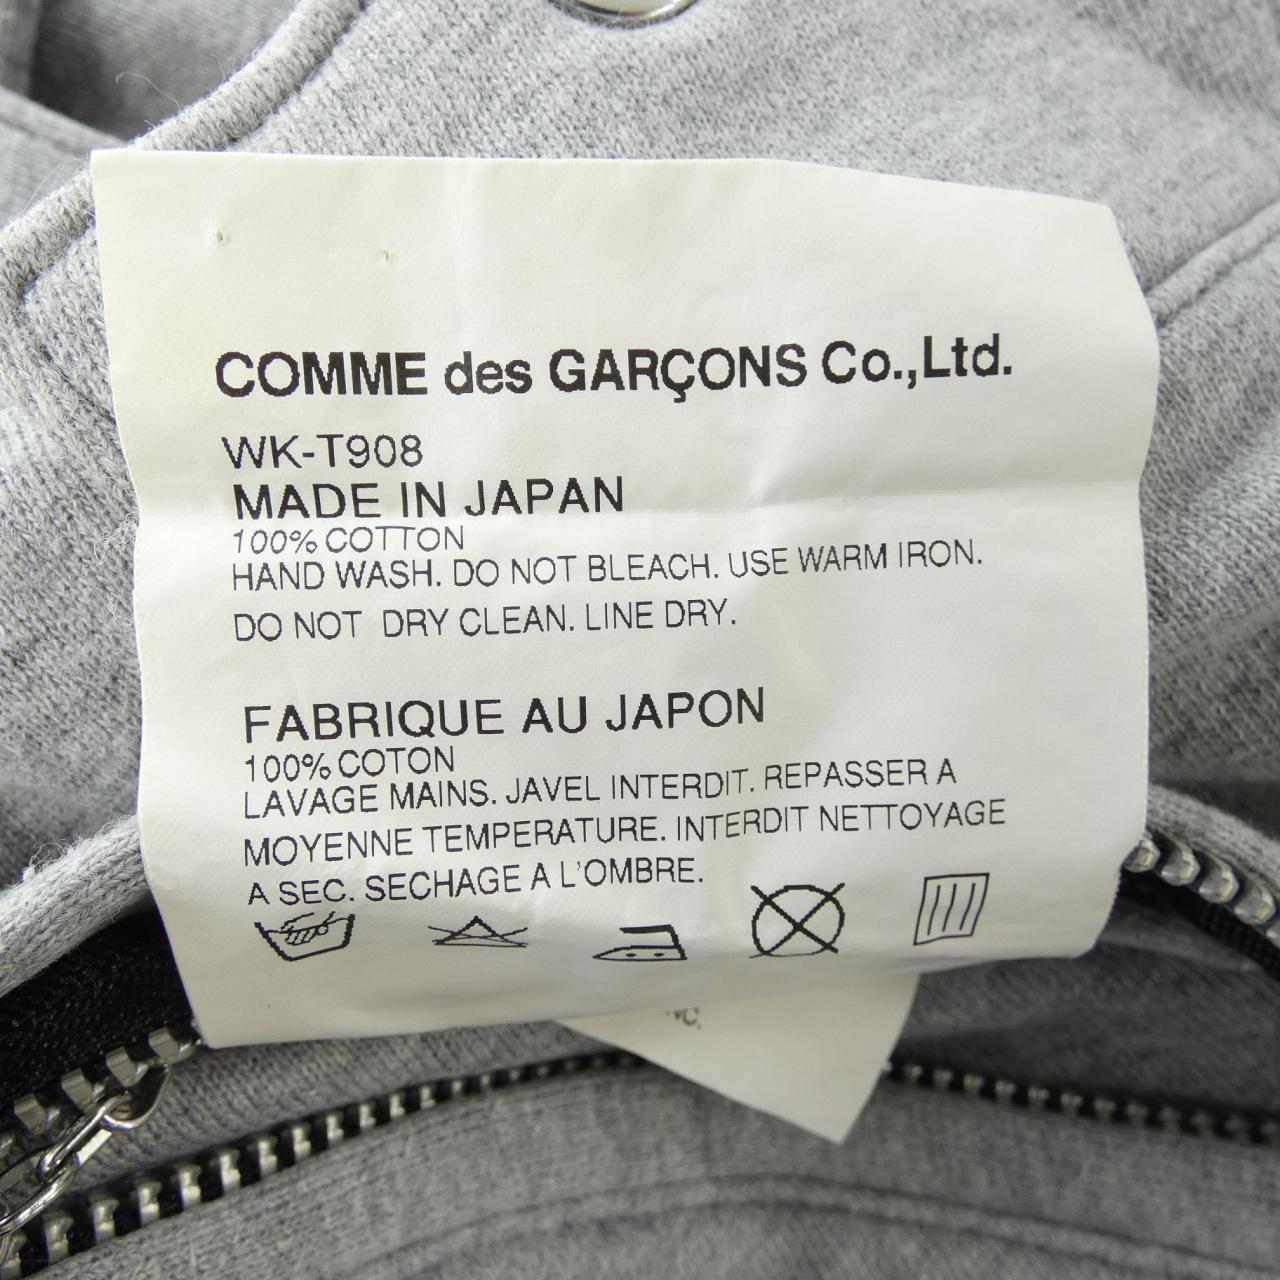 COMME des GARÇONS Co.,Ltd.
WK-T908
MADE IN JAPAN
100% COTTON
HAND WASH. DO NOT BLEACH. USE WARM IRON.
DO NOT DRY CLEAN. LINE DRY.
FABRIQUE AU JAPON
100% COTON
LAVAGE MAINS. JAVEL INTERDIT. REPASSER A
MOYENNE TEMPERATURE. INTERDIT NETTOYAGE
A SEC. SECHAGE A L'OMBRE.